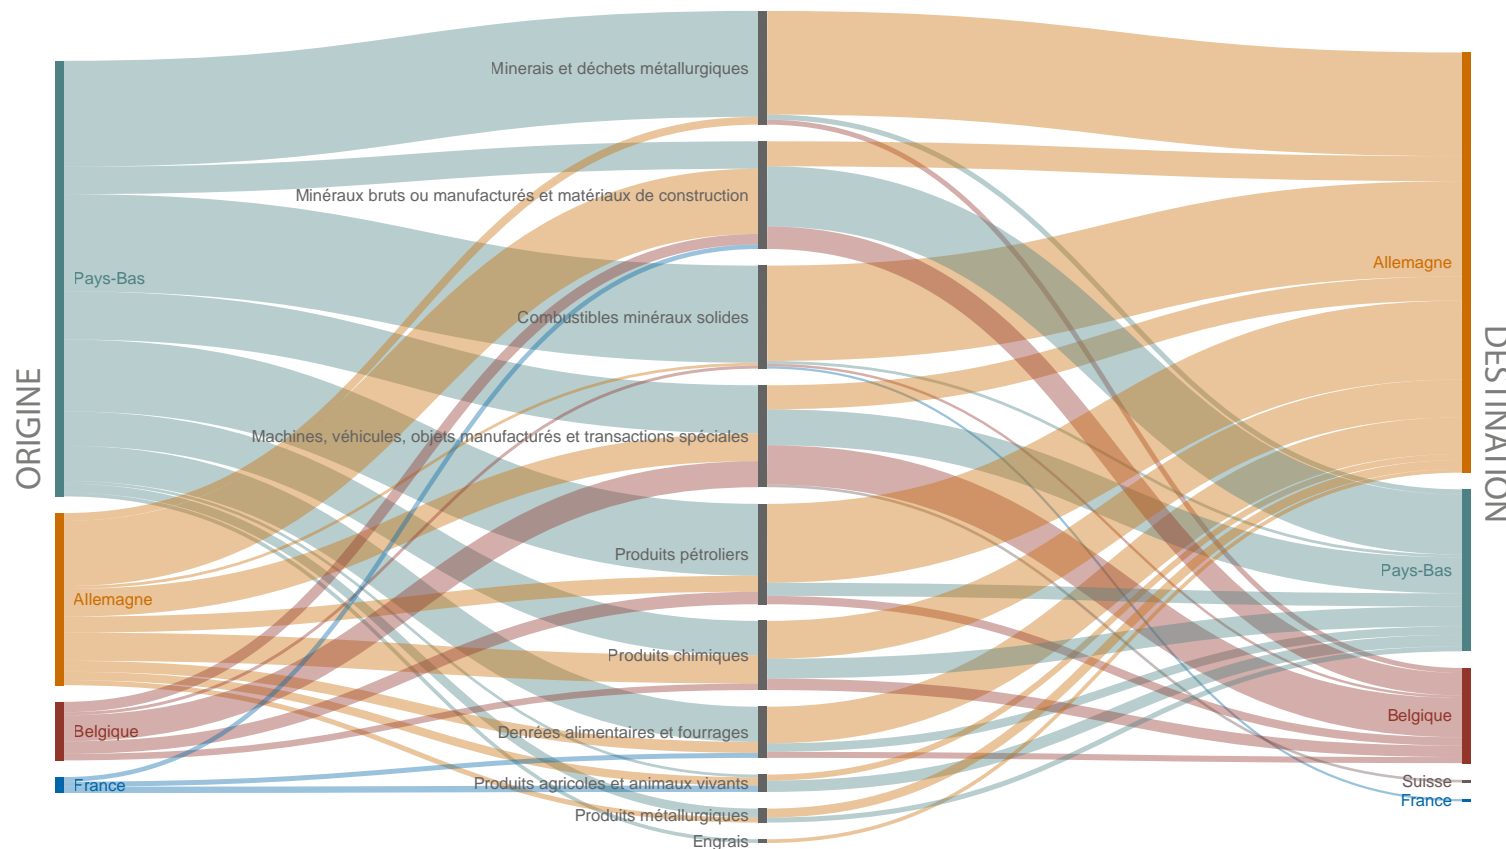 ORIGINE
Pays-Bas
Allemagne
Belgique
France
Minerais et déchets métallurgiques
Minéraux bruts ou manufacturés et matériaux de construction
Combustibles minéraux solides
Machines, véhicules, objets manufacturés et transactions spéciales
Produits pétroliers
Produits chimiques
Denrées alimentaires et fourrages
Produits agricoles et animaux vivants
Produits métallurgiques
Engrais
Allemagne
Pays-Bas
Belgique
Suisse
France
DESTINATION